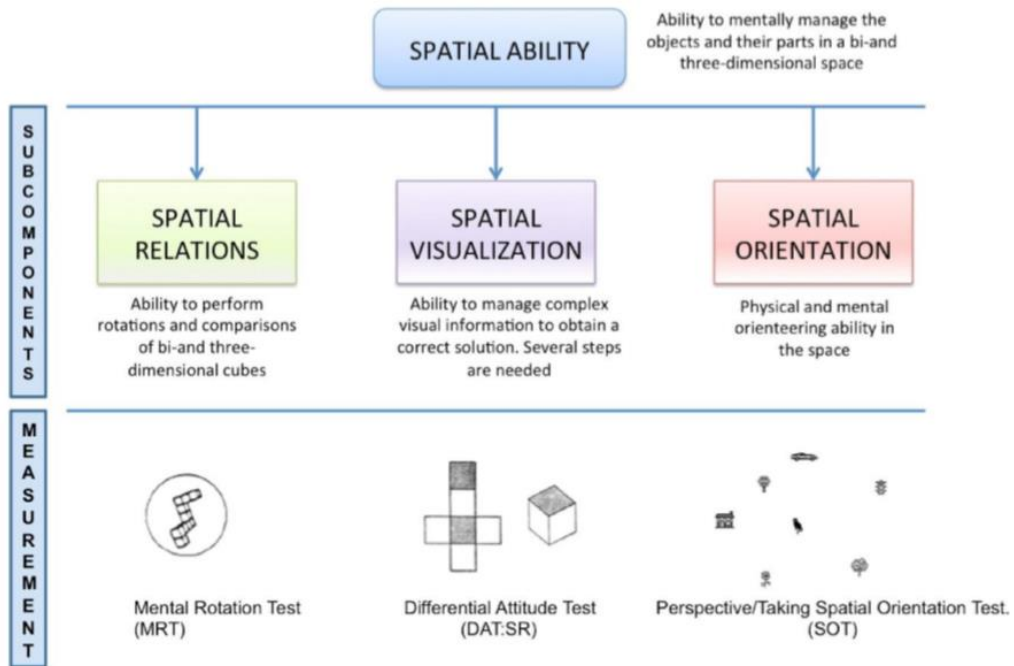 SPATIAL ABILITY
Ability to mentally manage the
objects and their parts in a bi-and
three-dimensional space
SUBCOMPONENTS
SPATIAL
RELATIONS
Ability to perform
rotations and comparisons
of bi-and three-
dimensional cubes
SPATIAL
VISUALIZATION
Ability to manage complex
visual information to obtain a
correct solution. Several steps
are needed
SPATIAL
ORIENTATION
Physical and mental
orienteering ability in
the space
MEASUREMENT
Mental Rotation Test
(MRT)
Differential Attitude Test
(DAT:SR)
Perspective/Taking Spatial Orientation Test.
(SOT)